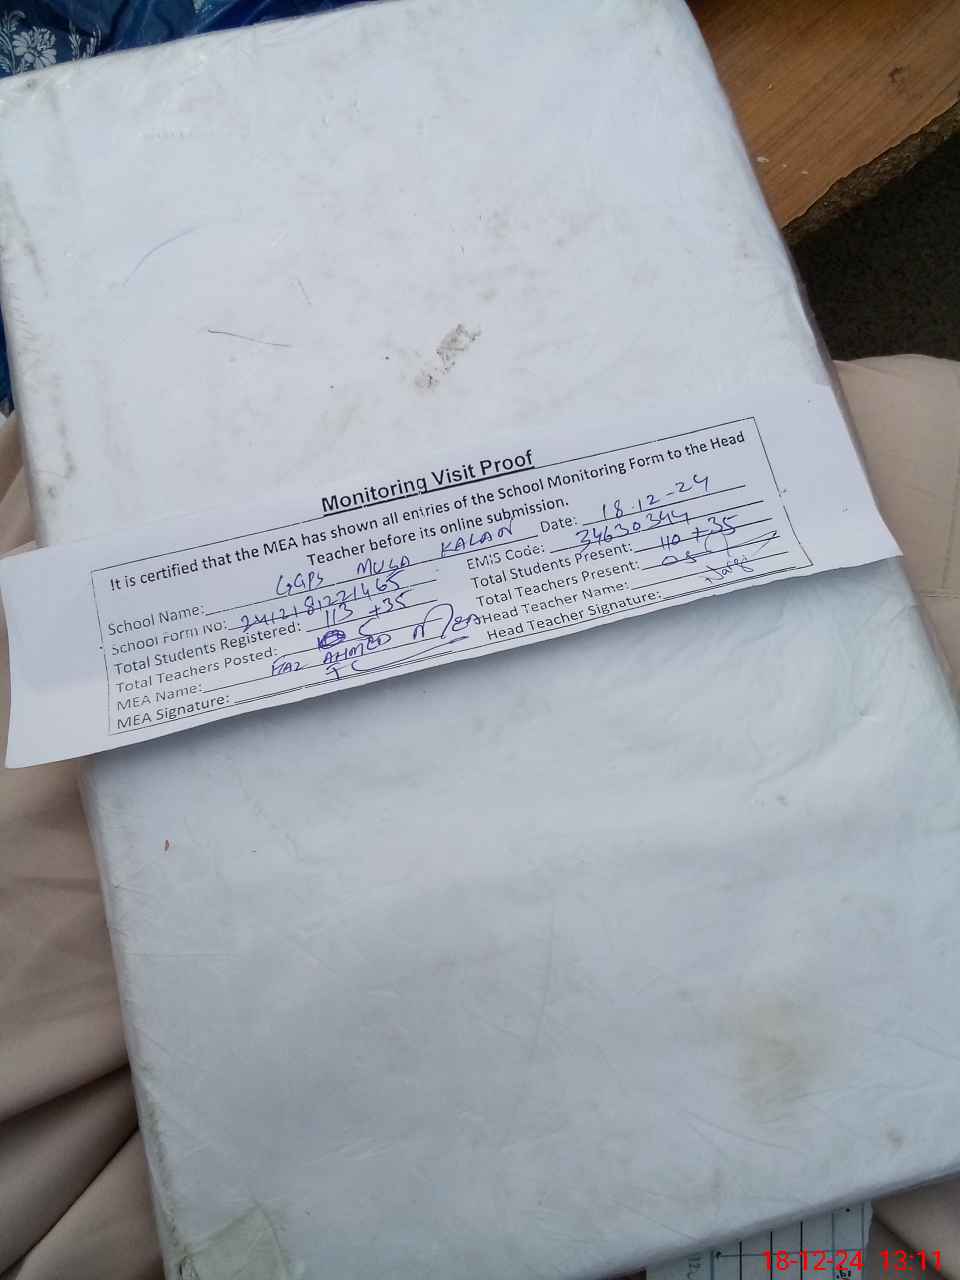 Monitoring Visit Proof
It is certified that the MEA has shown all entries of the School Monitoring Form to the Head
Teacher before its online submission.
School Name: GGPS MUSA KALAN Date: 18-12-24
School Form No: 2412181221465 EMIS Code: 34630344
Total Students Registered: 113 +35 Total Students Present: 110 +35
Total Teachers Posted: 5 Total Teachers Present: 05
MEA Name: AHMED Head Teacher Name:
MEA Signature: Head Teacher Signature:
18-12-24 13:11